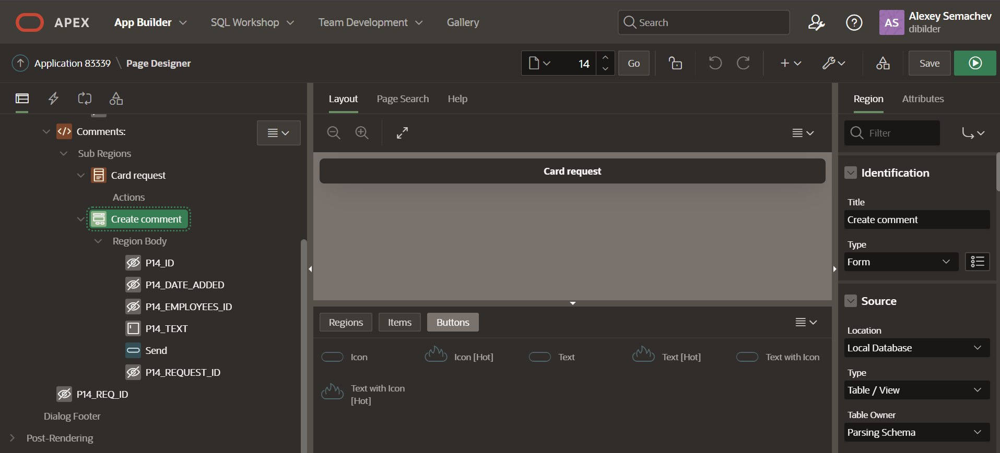 APEX
App Builder
SQL Workshop
Team Development
Gallery
Search
AS
Alexey Semachev
dibilder
Application 83339 \ Page Designer
14
Go
Save
Comments:
Sub Regions
Card request
Actions
Create comment
Region Body
P14_ID
P14_DATE_ADDED
P14_EMPLOYEES_ID
P14_TEXT
Send
P14_REQUEST_ID
P14_REQ_ID
Dialog Footer
Post-Rendering
Layout
Page Search
Help
Card request
Regions
Items
Buttons
Icon
Icon [Hot]
Text
Text [Hot]
Text with Icon
Text with Icon
[Hot]
Region
Attributes
Filter
Identification
Title
Create comment
Type
Form
Source
Location
Local Database
Type
Table / View
Table Owner
Parsing Schema